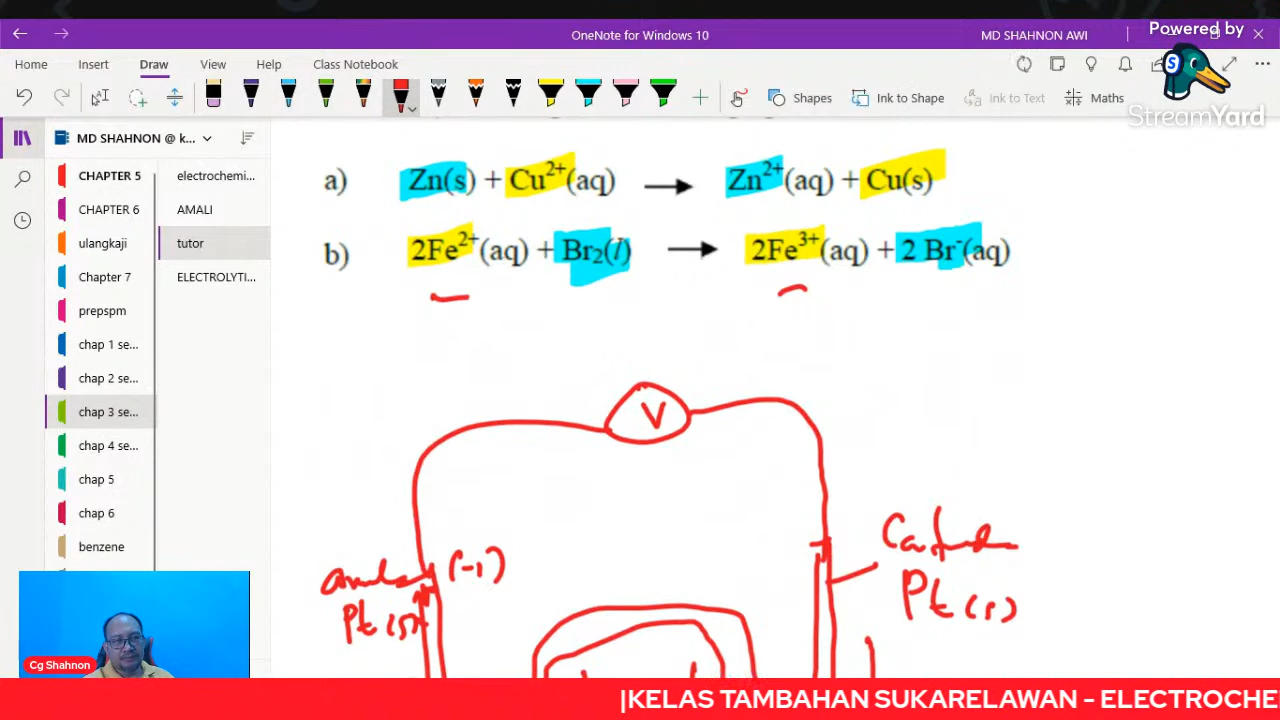 OneNote for Windows 10
MD SHAHNON AWI
Powered by
StreamYard
Home Insert Draw View Help Class Notebook
Shapes Ink to Shape Ink to Text Maths
MD SHAHNON @ k...
CHAPTER 5
CHAPTER 6
ulangkaji
Chapter 7
prepspm
chap 1 se...
chap 2 se...
chap 3 se...
chap 4 se...
chap 5
chap 6
benzene
electrochemi...
AMALI
tutor
ELECTROLYTI...
a) Zn(s) + Cu²⁺(aq) → Zn²⁺(aq) + Cu(s)
b) 2Fe²⁺(aq) + Br₂(l) → 2Fe³⁺(aq) + 2 Br⁻(aq)
V
(-1)
Pt (s)
Pt (s)
Cg Shahnon
|KELAS TAMBAHAN SUKARELAWAN - ELECTROCHE